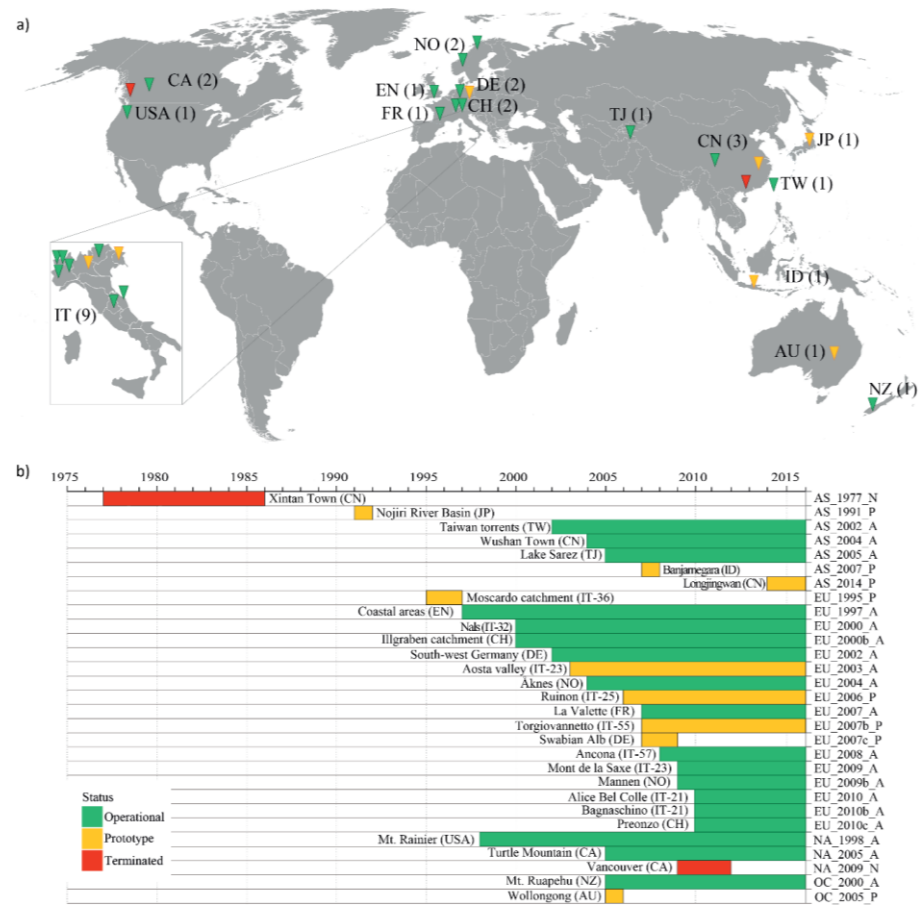 a)
NO (2)
CA (2)
EN (1)
DE (2)
USA (1)
FR (1)
CH (2)
TJ (1)
CN (3)
JP (1)
TW (1)
IT (9)
ID (1)
AU (1)
NZ (1)
b)
1975 1980 1985 1990 1995 2000 2005 2010 2015
Xintan Town (CN) AS_1977_N
Nojiri River Basin (JP) AS_1991_P
Taiwan torrents (TW) AS_2002_A
Wushan Town (CN) AS_2004_A
Lake Sarez (TJ) AS_2005_A
Banjarnegara (ID) AS_2007_P
Longjingwan (CN) AS_2014_P
Moscardo catchment (IT-36) EU_1995_P
Coastal areas (EN) EU_1997_A
Nals (IT-32) EU_2000_A
Illgraben catchment (CH) EU_2000b_A
South-west Germany (DE) EU_2002_A
Aosta valley (IT-23) EU_2003_A
Åknes (NO) EU_2004_A
Ruinon (IT-25) EU_2006_P
La Valette (FR) EU_2007_A
Torgiovannetto (IT-55) EU_2007b_P
Swabian Alb (DE) EU_2007c_P
Ancona (IT-57) EU_2008_A
Mont de la Saxe (IT-23) EU_2009_A
Mannen (NO) EU_2009b_A
Status
Alice Bel Colle (IT-21) EU_2010_A
Operational
Bagnaschino (IT-21) EU_2010b_A
Preonzo (CH) EU_2010c_A
Prototype
Mt. Rainier (USA) NA_1998_A
Turtle Mountain (CA) NA_2005_A
Terminated
Vancouver (CA) NA_2009_N
Mt. Ruapehu (NZ) OC_2000_A
Wollongong (AU) OC_2005_P